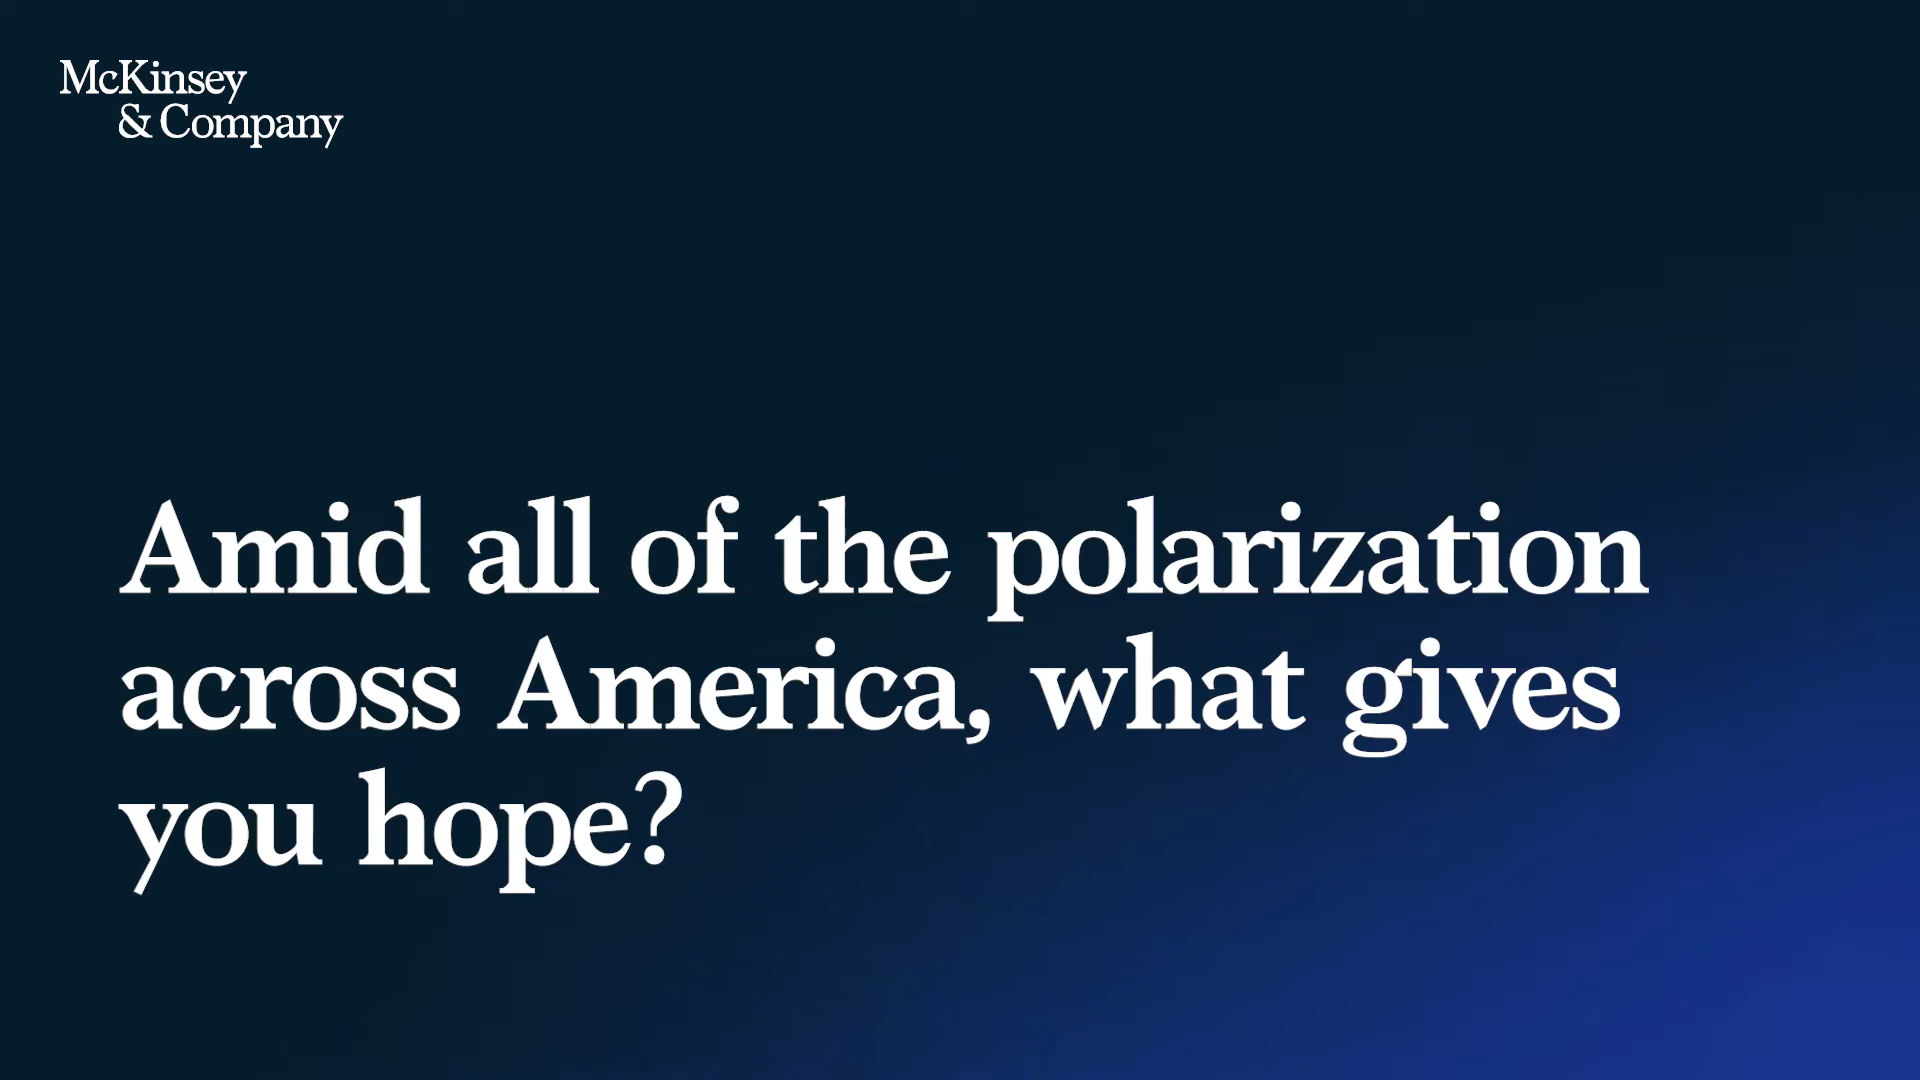 McKinsey
& Company
Amid all of the polarization
across America, what gives
you hope?